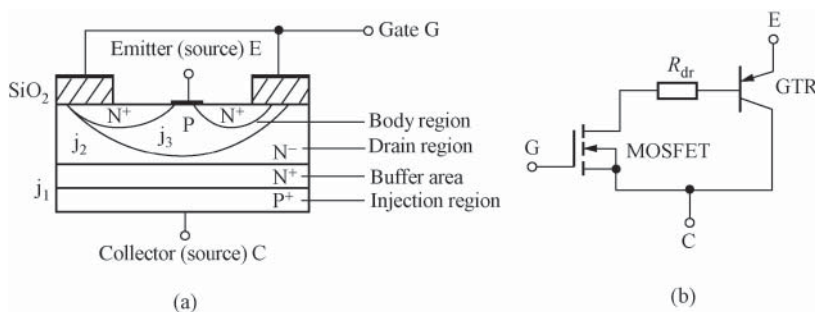 Gate G
Emitter (source) E
SiO2
N+
P
N+
Body region
j2
j3
N−
Drain region
N+
Buffer area
j1
P+
Injection region
Collector (source) C
(a)
E
Rdr
GTR
G
MOSFET
C
(b)